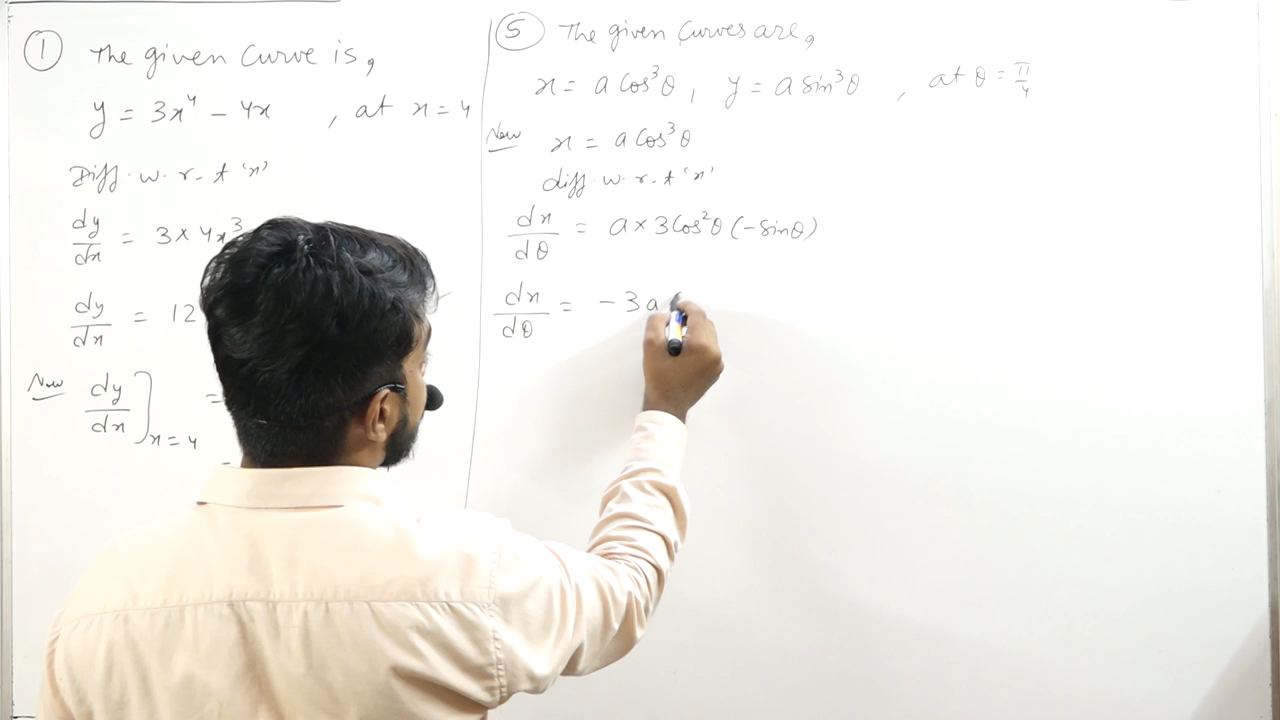 ① The given Curve is,
y = 3x⁴ - 4x , at x = 4
Diff. w. r. t 'x'
dy/dx = 3 × 4x³
dy/dx = 12
Now dy/dx]ₓ₌₄ =
⑤ The given Curves are,
x = a cos³θ, y = a sin³θ , at θ = π/4
Now x = a cos³θ
diff. w. r. t 'x'
dx/dθ = a × 3 cos²θ (- sinθ)
dx/dθ = - 3a